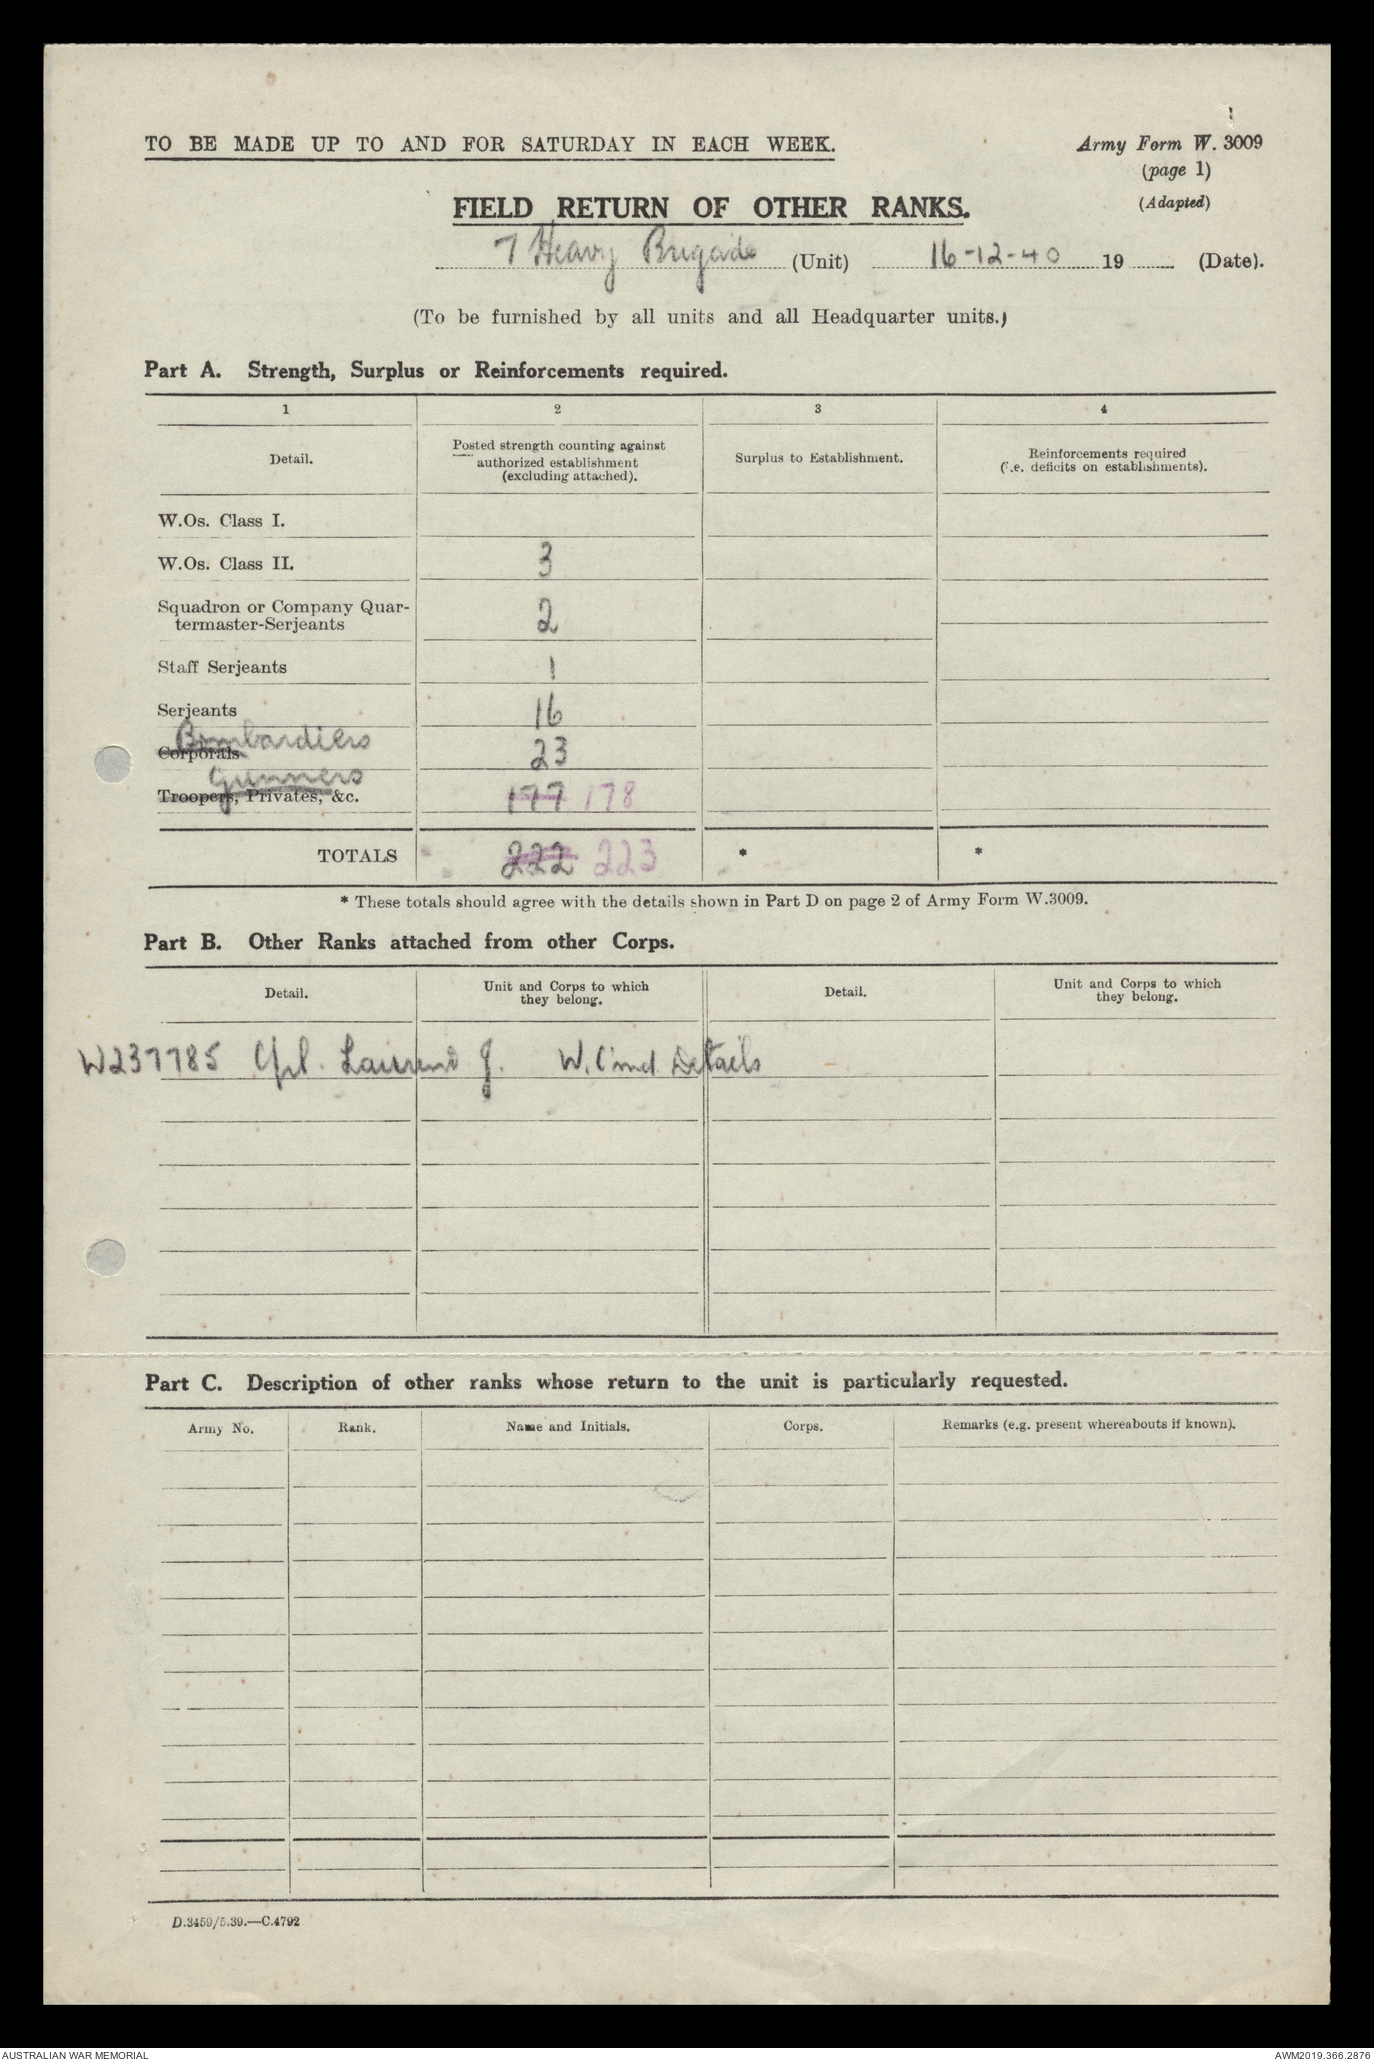 TO BE MADE UP TO AND FOR SATURDAY IN EACH WEEK.
Army Form W. 3009
(page 1)
(Adapted)
FIELD RETURN OF OTHER RANKS.
7 Heavy Brigade (Unit) 16-12-40 19 (Date).
(To be furnished by all units and all Headquarter units.)
Part A. Strength, Surplus or Reinforcements required.
1 2 3 4
Detail.
Posted strength counting against
authorized establishment
(excluding attached).
Surplus to Establishment.
Reinforcements required
(i.e. deficits on establishments).
W.Os. Class I.
W.Os. Class II. 3
Squadron or Company Quar-
termaster-Serjeants 2
Staff Serjeants 1
Serjeants 16
Bombardiers
Corporals 23
Gunners
Troopers, Privates, &c. 177 178
TOTALS 222 223 * *
* These totals should agree with the details shown in Part D on page 2 of Army Form W.3009.
Part B. Other Ranks attached from other Corps.
Detail.
Unit and Corps to which
they belong.
Detail.
Unit and Corps to which
they belong.
W237785 Cpl. J. W. Cmd Details
Part C. Description of other ranks whose return to the unit is particularly requested.
Army No. Rank. Name and Initials. Corps. Remarks (e.g. present whereabouts if known).
D.3459/5.39.—C.4792
AUSTRALIAN WAR MEMORIAL
AWM2019.366.2876